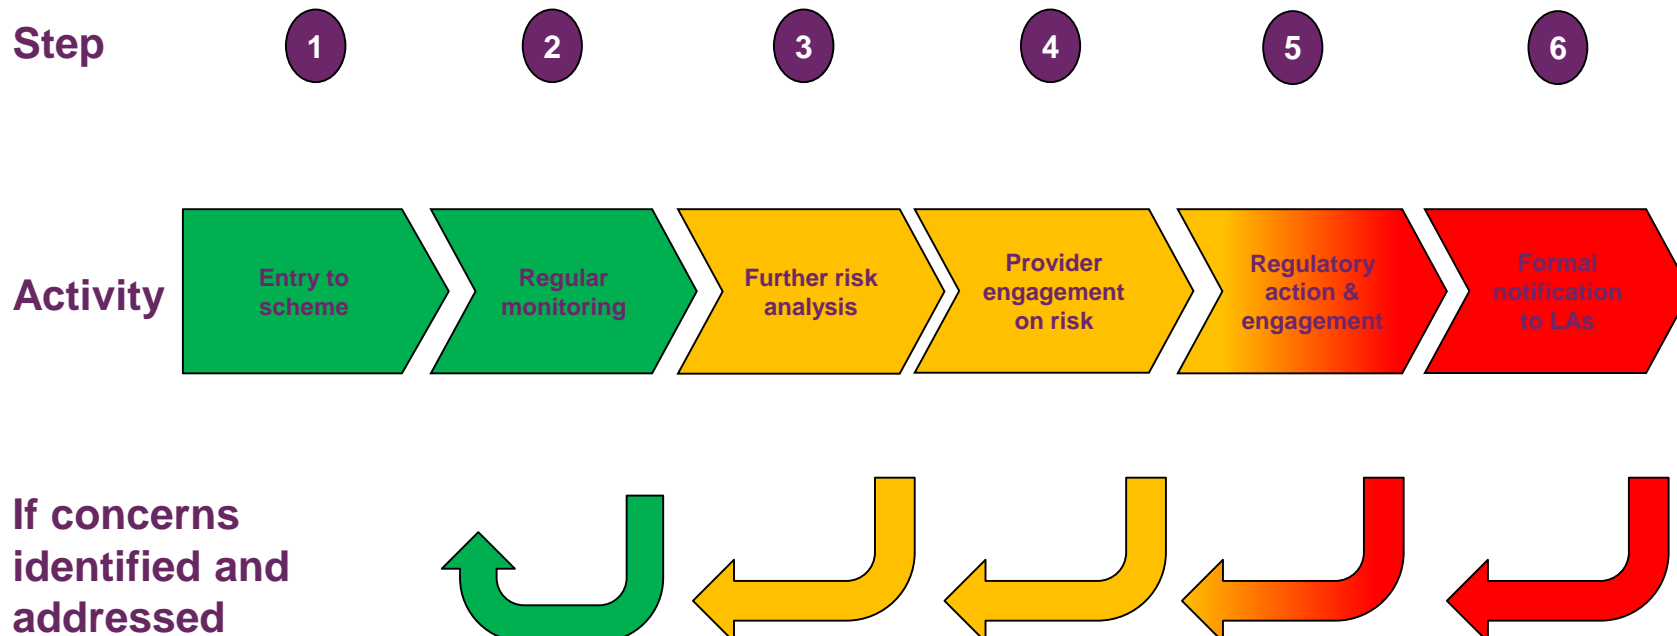 Step
1
2
3
4
5
6
Activity
Entry to
scheme
Regular
monitoring
Further risk
analysis
Provider
engagement
on risk
Regulatory
action &
engagement
Formal
notification
to LAs
If concerns
identified and
addressed